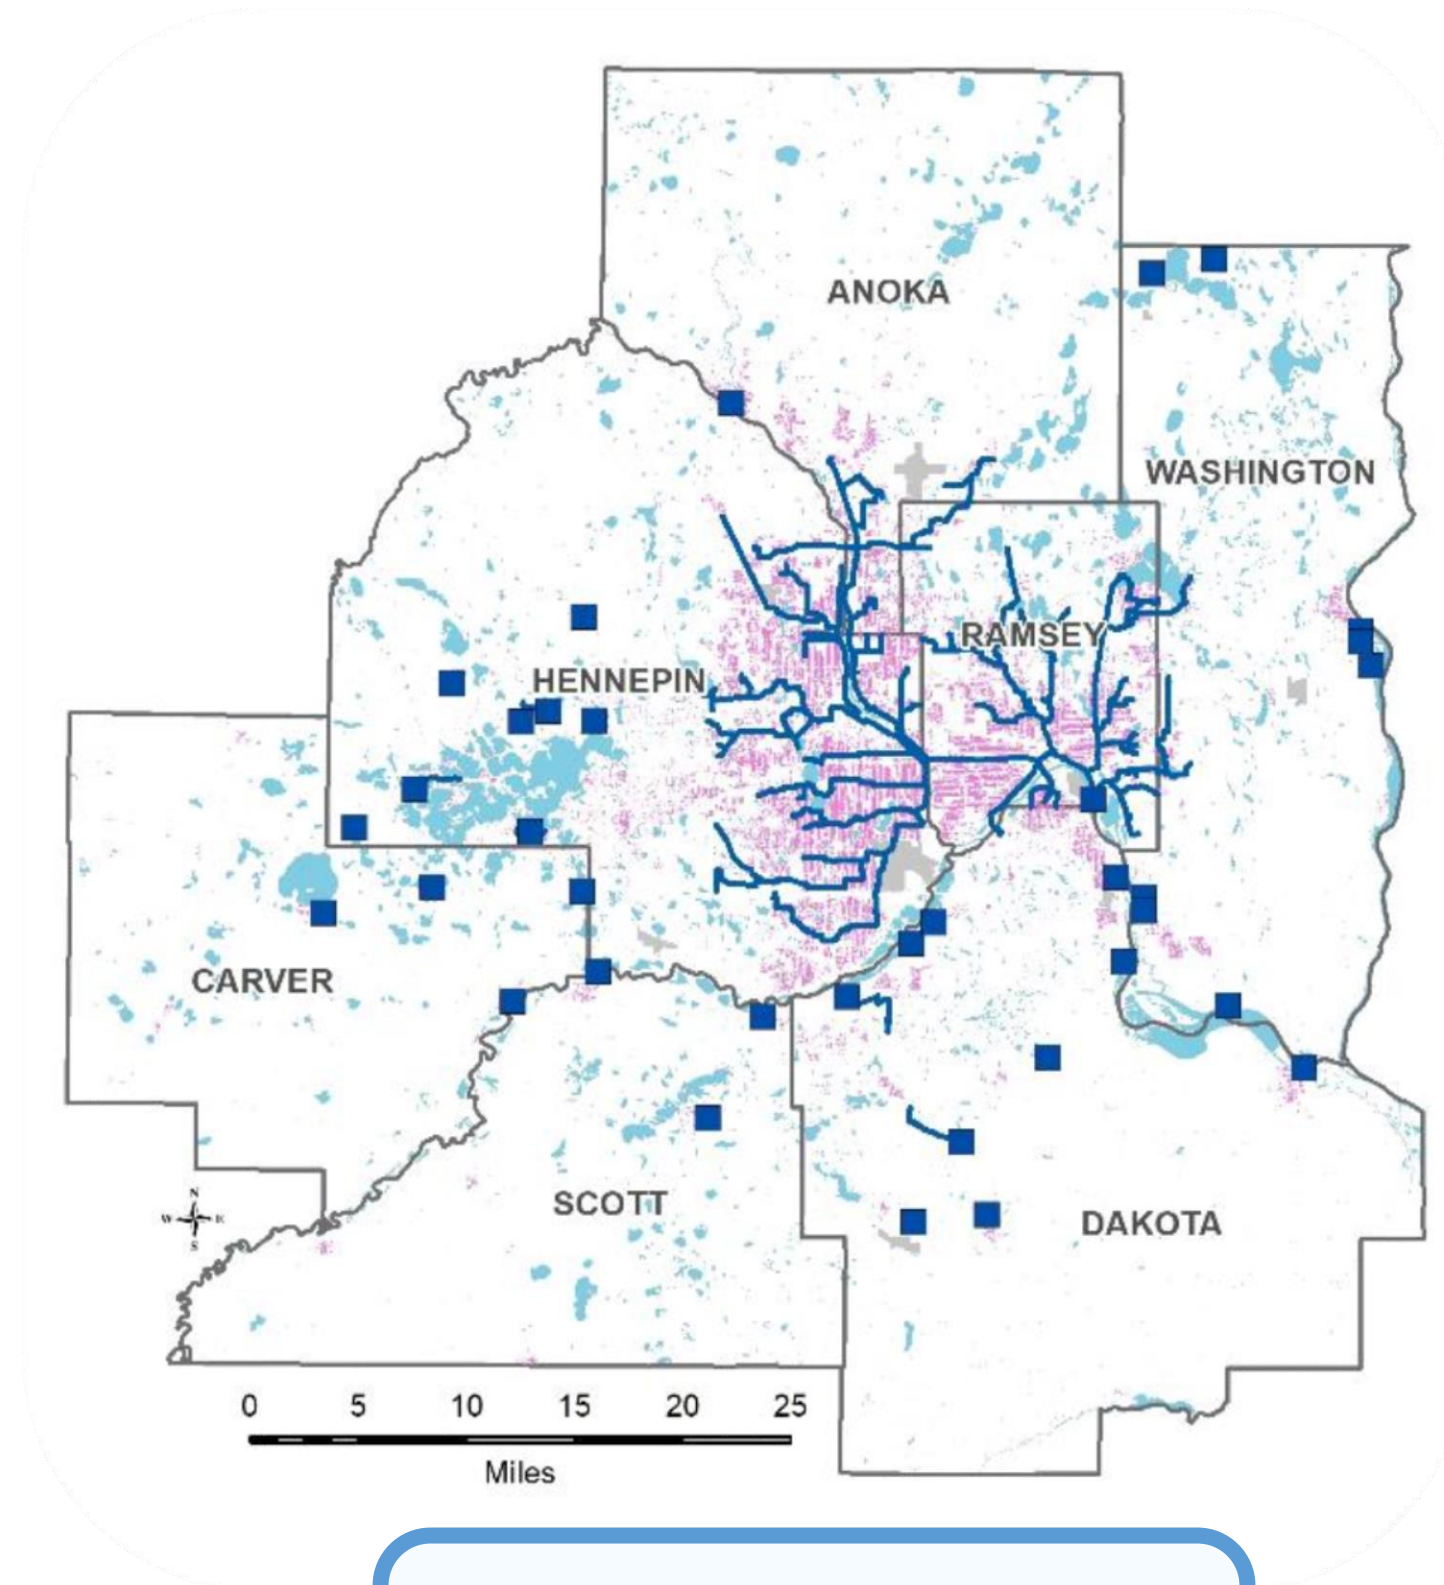 ANOKA
WASHINGTON
RAMSEY
HENNEPIN
CARVER
N
W E
S
SCOTT
DAKOTA
0 5 10 15 20 25
Miles